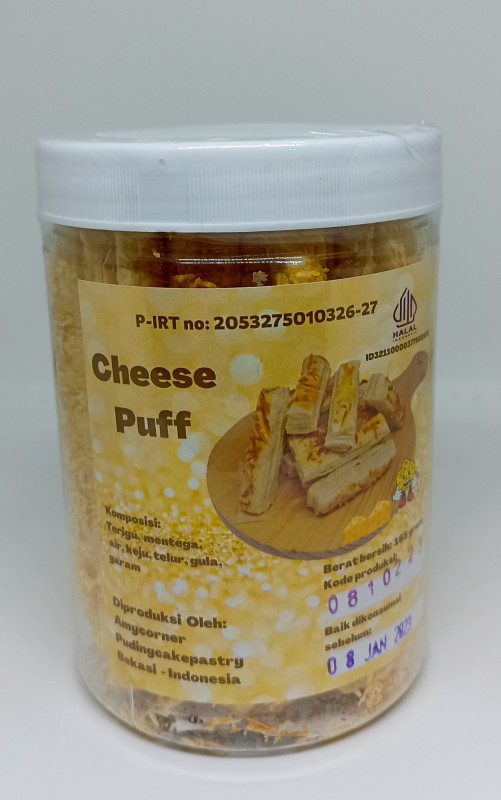 P-IRT no: 2053275010326-27
HALAL
INDONESIA
Cheese
Puff
Komposisi:
Terigu, mentega,
air, keju, telur, gula,
garam
Berat bersih: 165
Kode produksi:
Baik dikonsumsi
sebelum:
08 JAN 2023
Diproduksi Oleh:
Amycorner
Pudingcakepastry
Bekasi - Indonesia